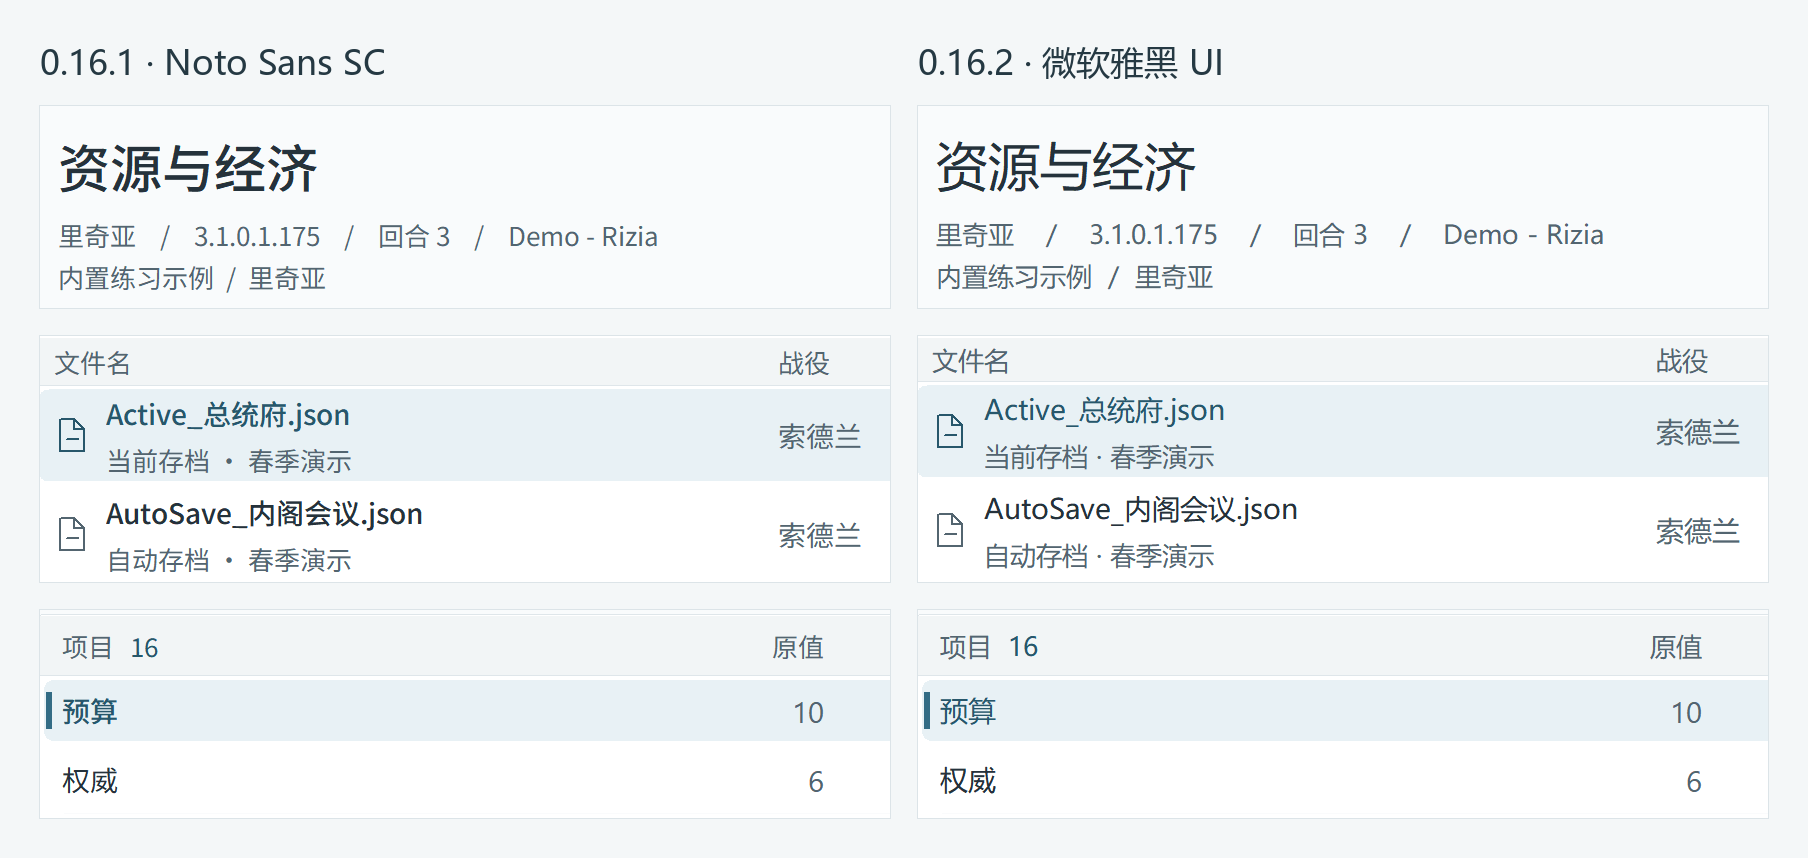 0.16.1 · Noto Sans SC
资源与经济
里奇亚 / 3.1.0.1.175 / 回合 3 / Demo - Rizia
内置练习示例 / 里奇亚
文件名 战役
Active_总统府.json
当前存档 • 春季演示
索德兰
AutoSave_内阁会议.json
自动存档 • 春季演示
索德兰
项目 16 原值
预算 10
权威 6
0.16.2 · 微软雅黑 UI
资源与经济
里奇亚 / 3.1.0.1.175 / 回合 3 / Demo - Rizia
内置练习示例 / 里奇亚
文件名 战役
Active_总统府.json
当前存档 · 春季演示
索德兰
AutoSave_内阁会议.json
自动存档 · 春季演示
索德兰
项目 16 原值
预算 10
权威 6